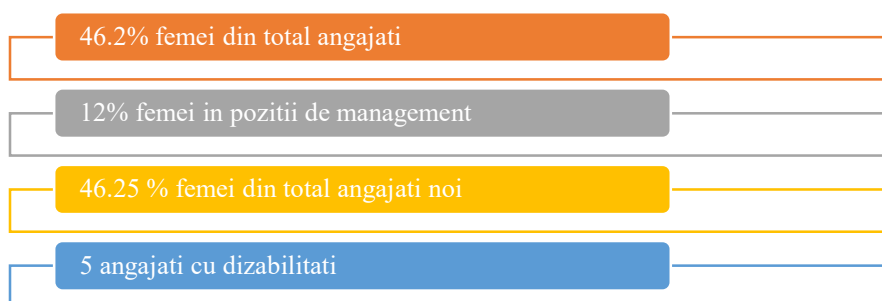 46.2% femei din total angajati
12% femei in pozitii de management
46.25 % femei din total angajati noi
5 angajati cu dizabilitati